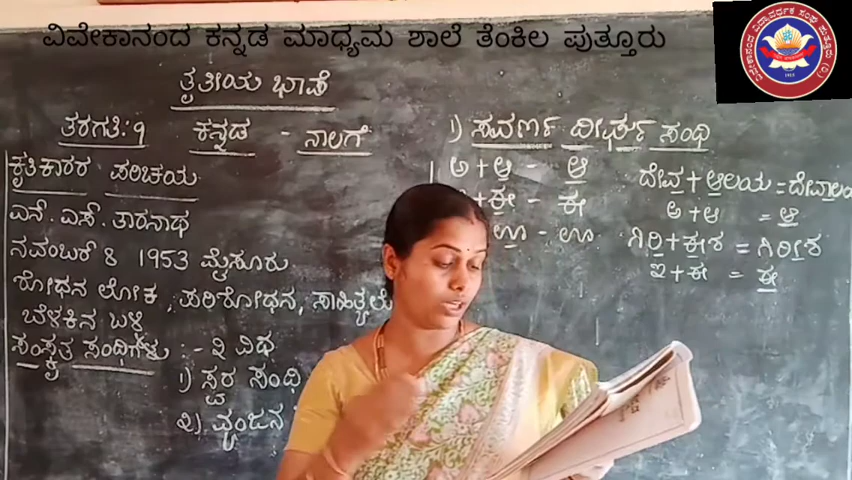 ವಿವೇಕಾನಂದ ಕನ್ನಡ ಮಾಧ್ಯಮ ಶಾಲೆ ತೆಂಕಿಲ ಪುತ್ತೂರು
ತೃತೀಯ ಭಾಷೆ
ತರಗತಿ: ೯ ಕನ್ನಡ - ನಾಲಗೆ
ಕೃತಿಕಾರರ ಪರಿಚಯ
ಎನ್. ಎಸ್. ತಾರಾನಾಥ
ನವಂಬರ್ 8 1953 ಮೈಸೂರು
ಶೋಧನ ಲೋಕ, ಪರಿಶೋಧನ, ಸಾಹಿತ್ಯಲೆ
ಬೆಳಕಿನ ಬಳ್ಳಿ
ಸಂಸ್ಕೃತ ಸಂಧಿಗಳು :- ೨ ವಿಧ
೧) ಸ್ವರ ಸಂಧಿ
೨). ವ್ಯಂಜನ
೧) ಸವರ್ಣ ದೀರ್ಘ ಸಂಧಿ
ಅ + ಆ - ಆ
+ ಈ - ಈ
ಊ - ಊ
ದೇವ + ಆಲಯ = ದೇವಾಲಯ
ಅ + ಆ = ಆ
ಗಿರಿ + ಈಶ = ಗಿರೀಶ
ಇ + ಈ = ಈ